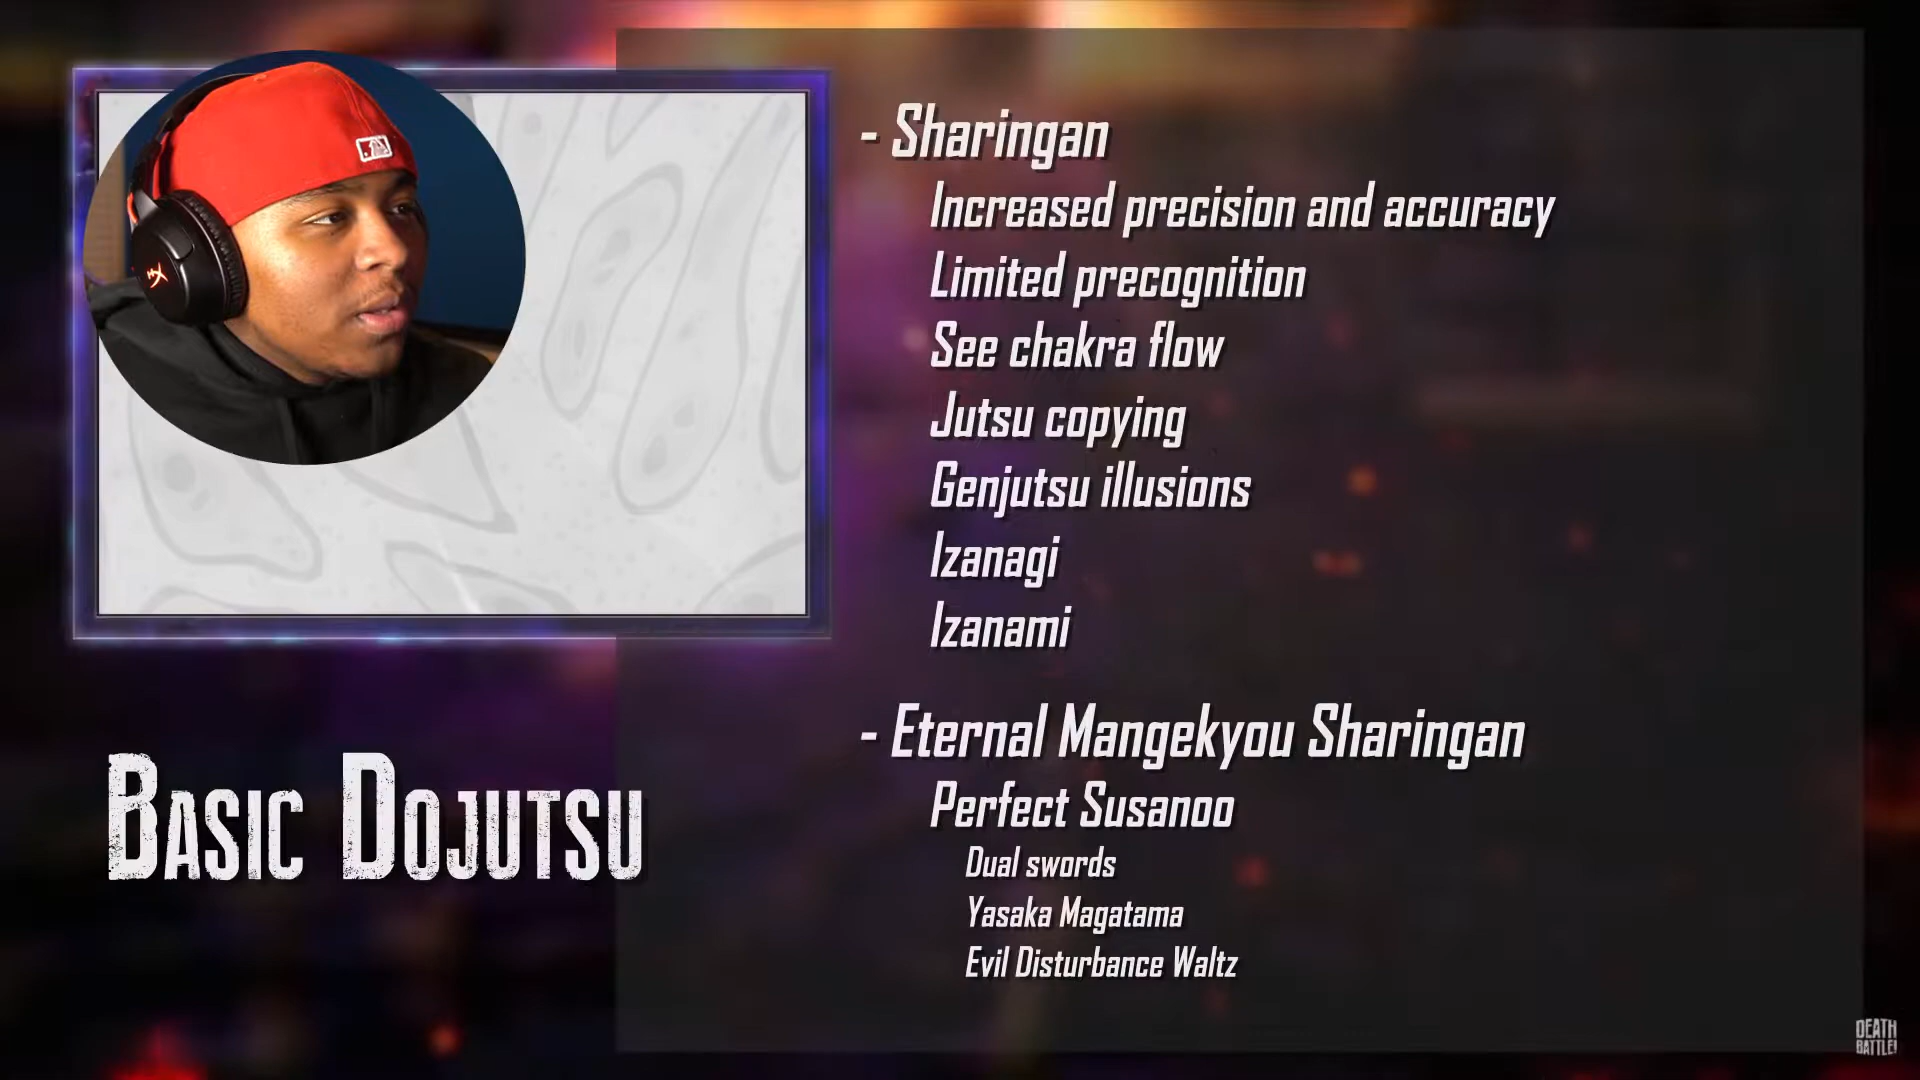 - Sharingan
Increased precision and accuracy
Limited precognition
See chakra flow
Jutsu copying
Genjutsu illusions
Izanagi
Izanami
- Eternal Mangekyou Sharingan
Perfect Susanoo
Dual swords
Yasaka Magatama
Evil Disturbance Waltz
BASIC DOJUTSU
DEATH
BATTLE!